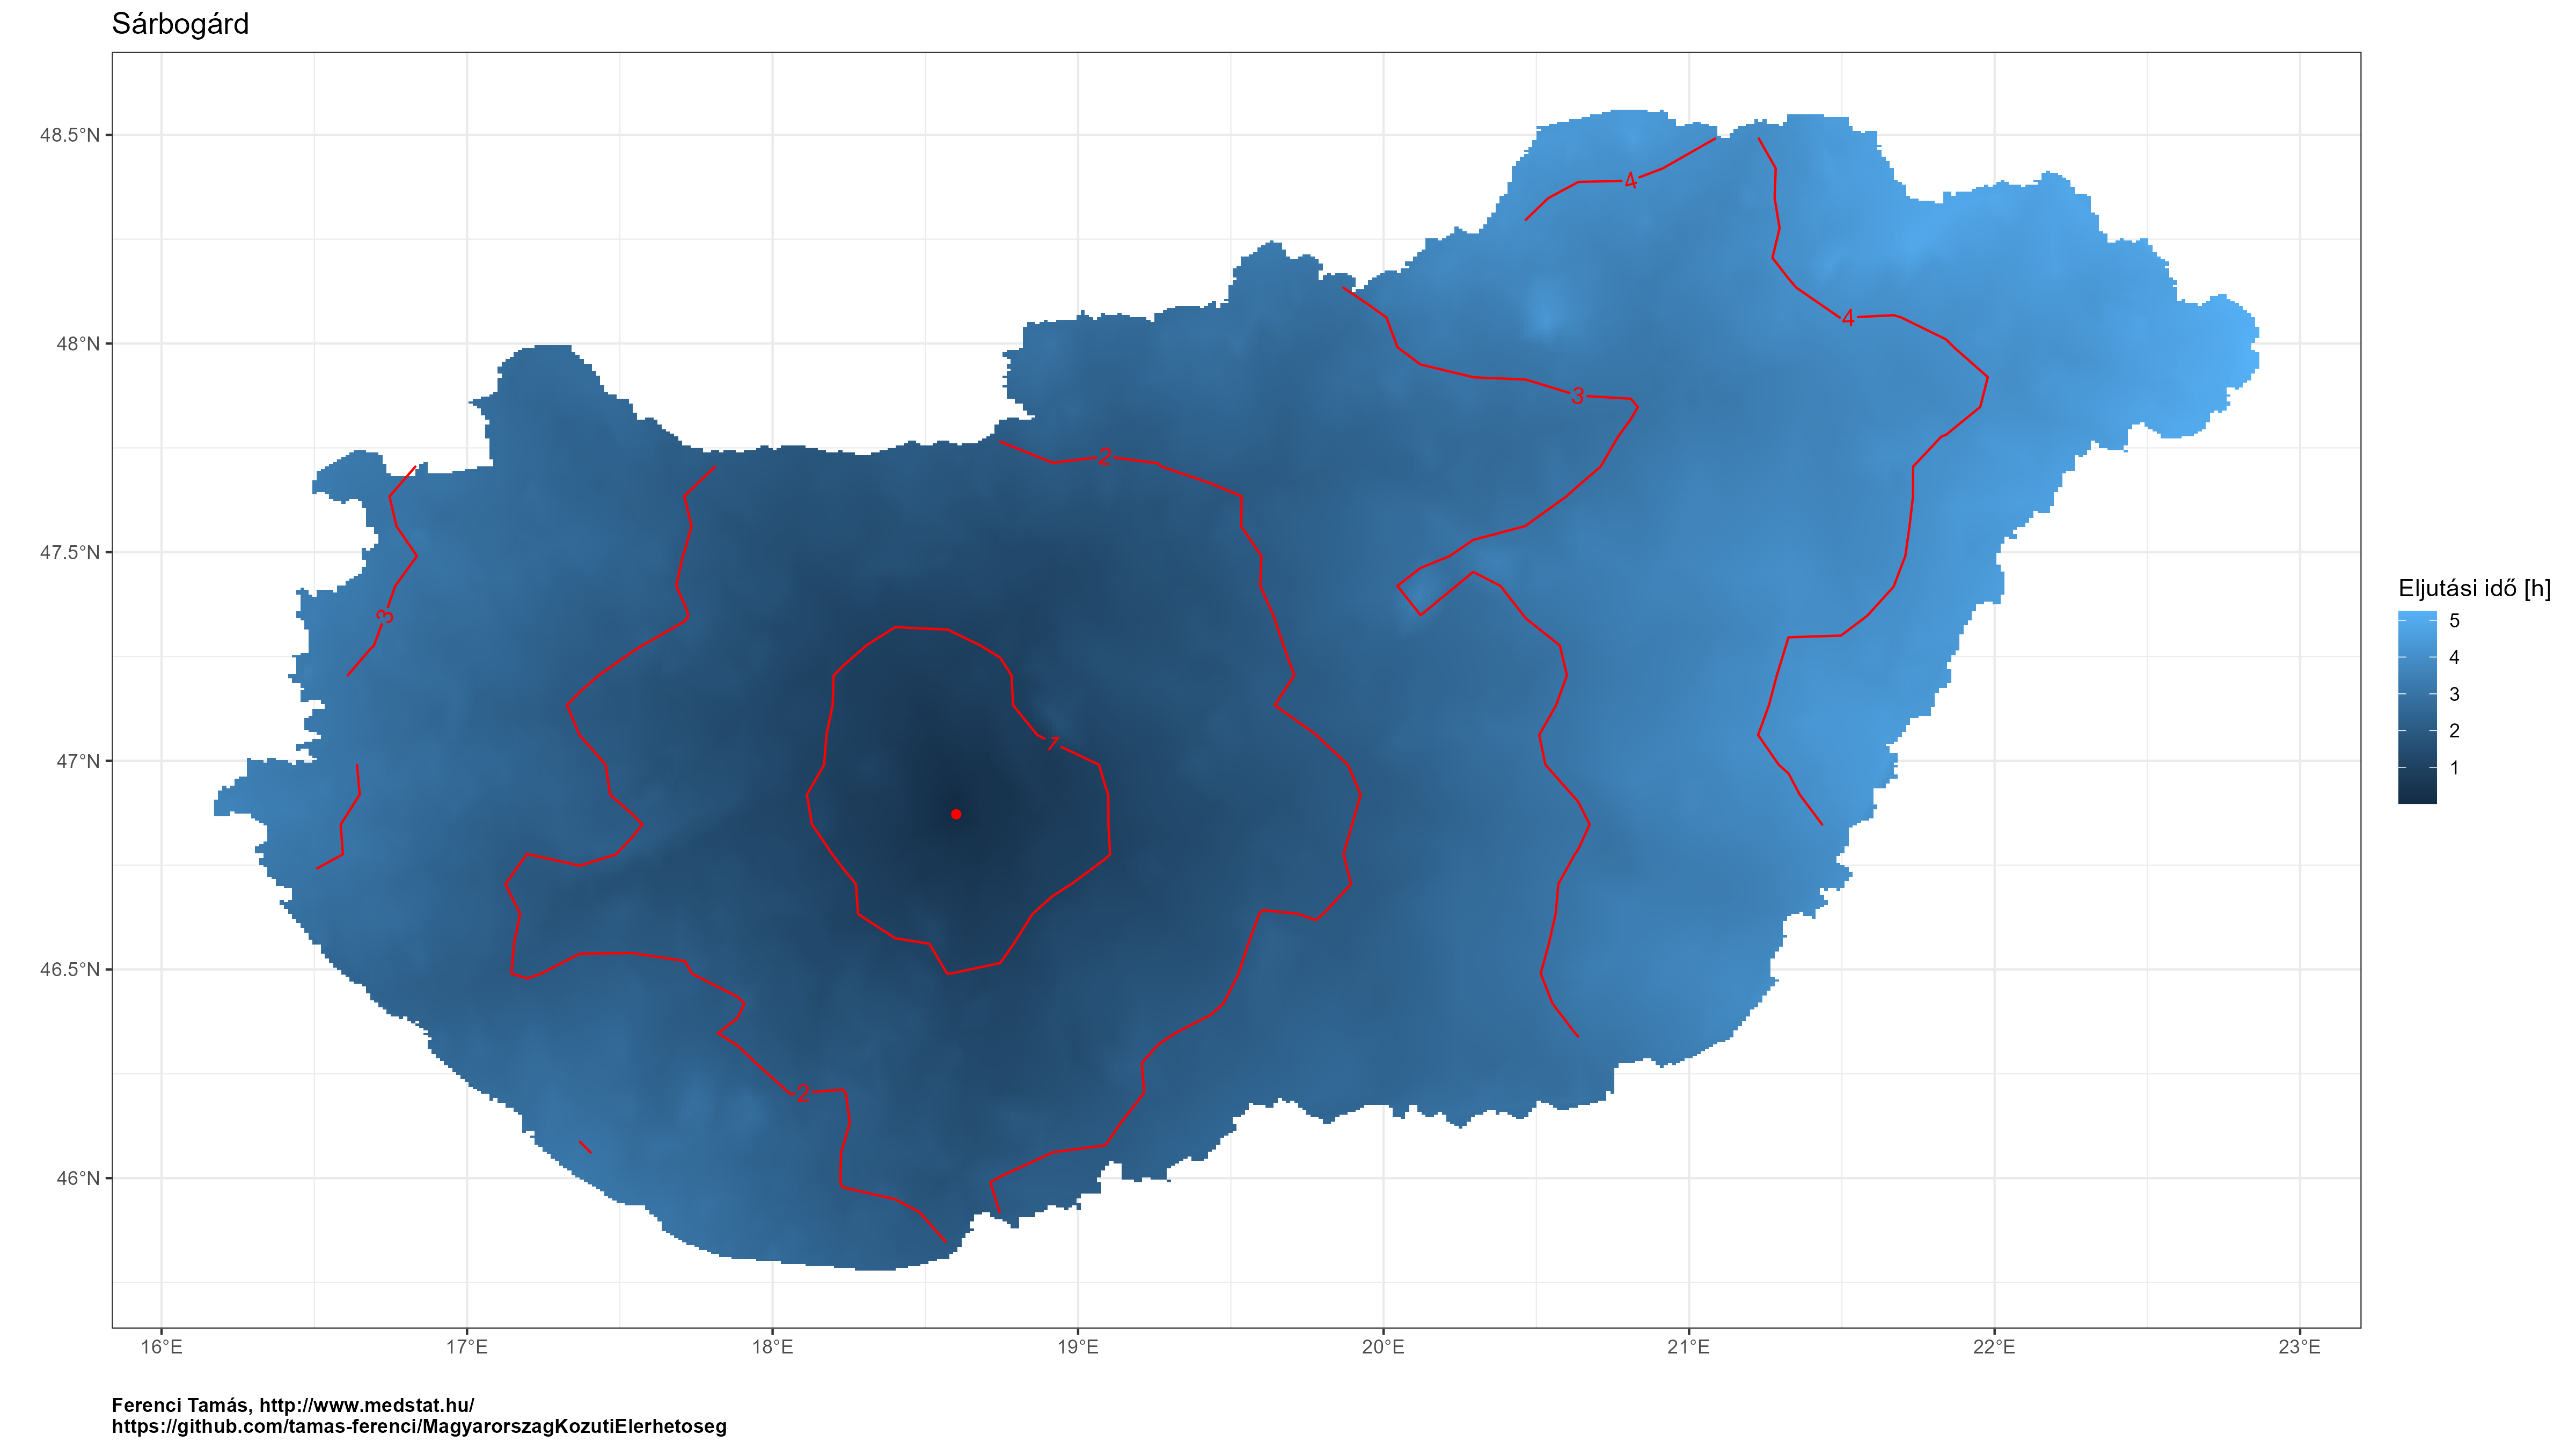 Sárbogárd
48.5°N
48°N
47.5°N
47°N
46.5°N
46°N
16°E
17°E
18°E
19°E
20°E
21°E
22°E
23°E
4
4
3
3
2
1
2
Eljutási idő [h]
5
4
3
2
1
Ferenci Tamás, http://www.medstat.hu/
https://github.com/tamas-ferenci/MagyarorszagKozutiElerhetoseg